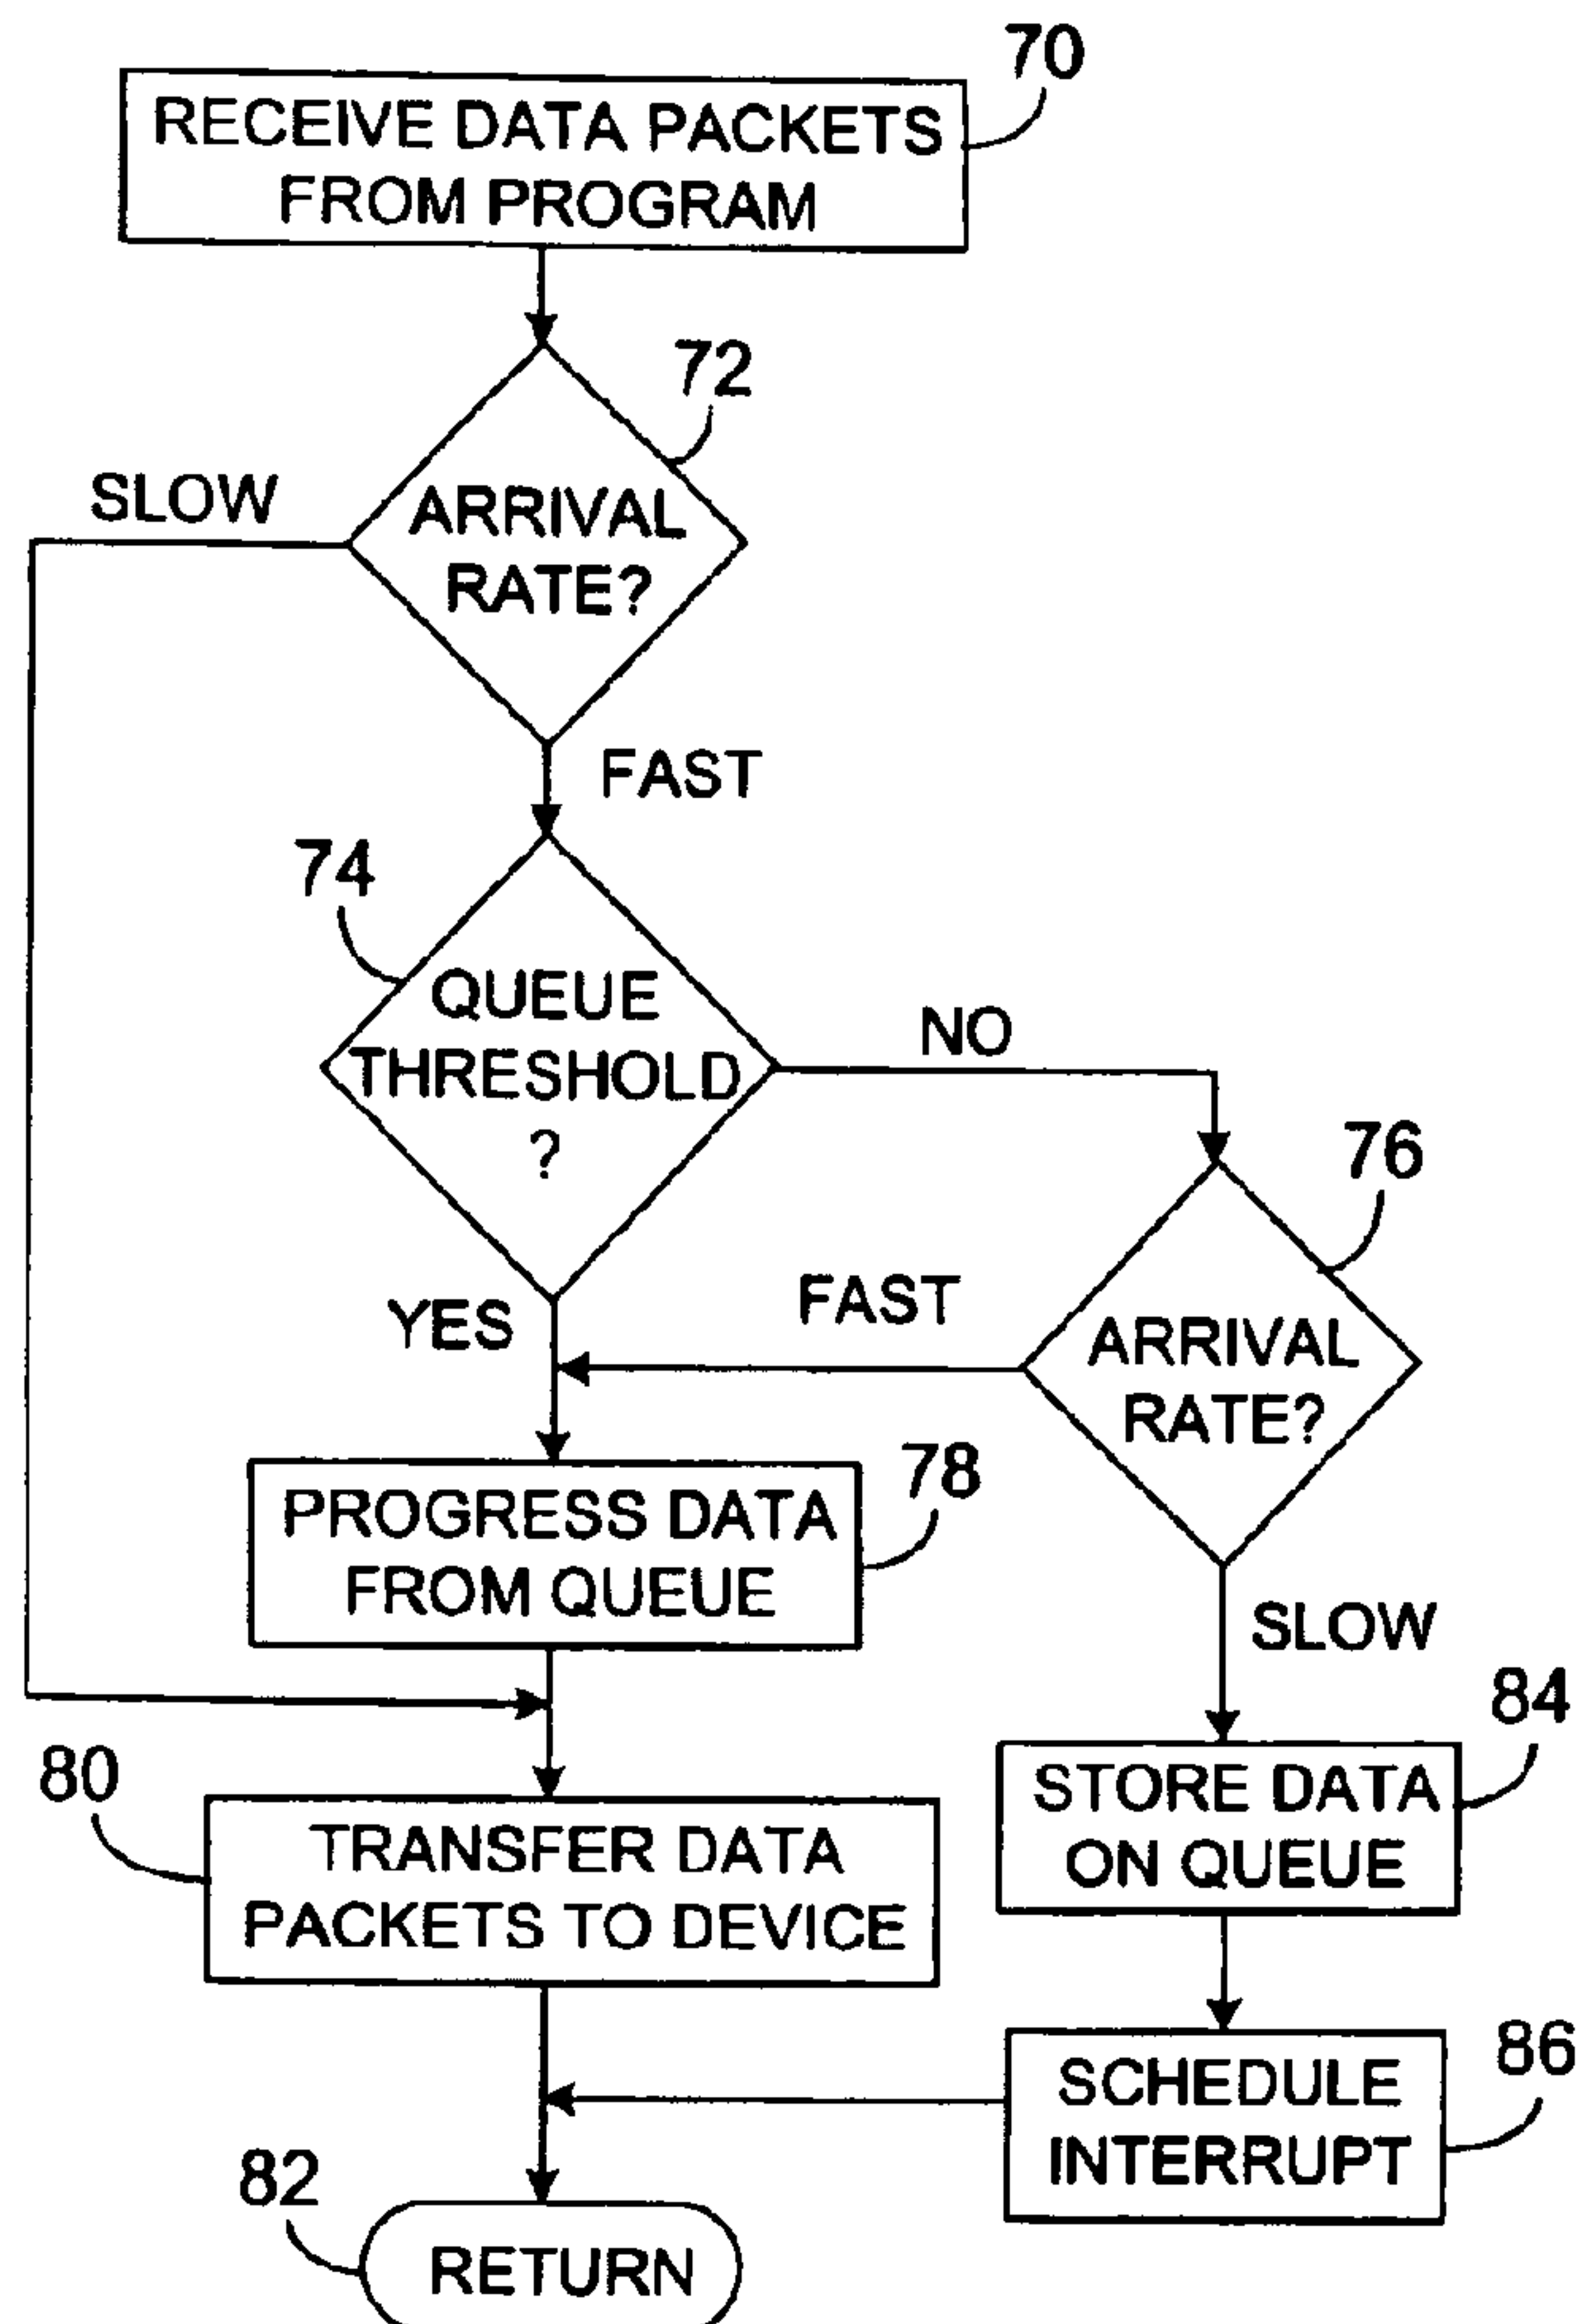 70
RECEIVE DATA PACKETS
FROM PROGRAM
72
SLOW
ARRIVAL
RATE?
FAST
74
QUEUE
THRESHOLD
?
NO
76
YES
FAST
ARRIVAL
RATE?
78
PROGRESS DATA
FROM QUEUE
SLOW
84
80
STORE DATA
ON QUEUE
TRANSFER DATA
PACKETS TO DEVICE
86
SCHEDULE
INTERRUPT
82
RETURN